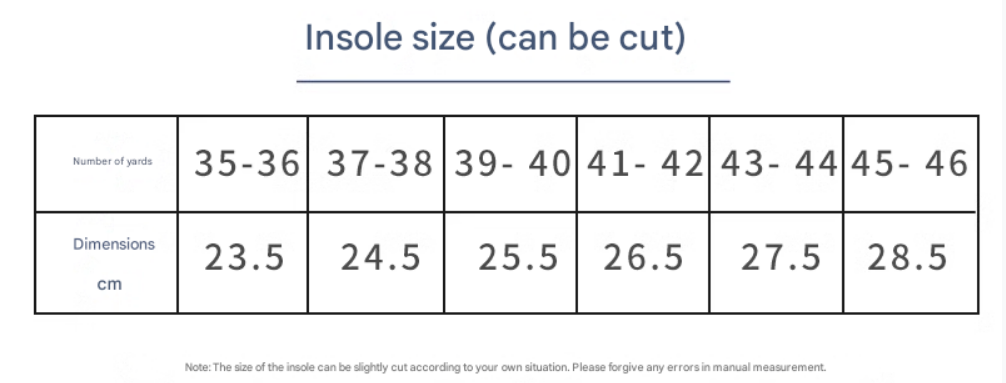 Insole size (can be cut)
Number of yards 35-36 37-38 39- 40 41- 42 43- 44 45- 46
Dimensions
cm 23.5 24.5 25.5 26.5 27.5 28.5
Note: The size of the insole can be slightly cut according to your own situation. Please forgive any errors in manual measurement.